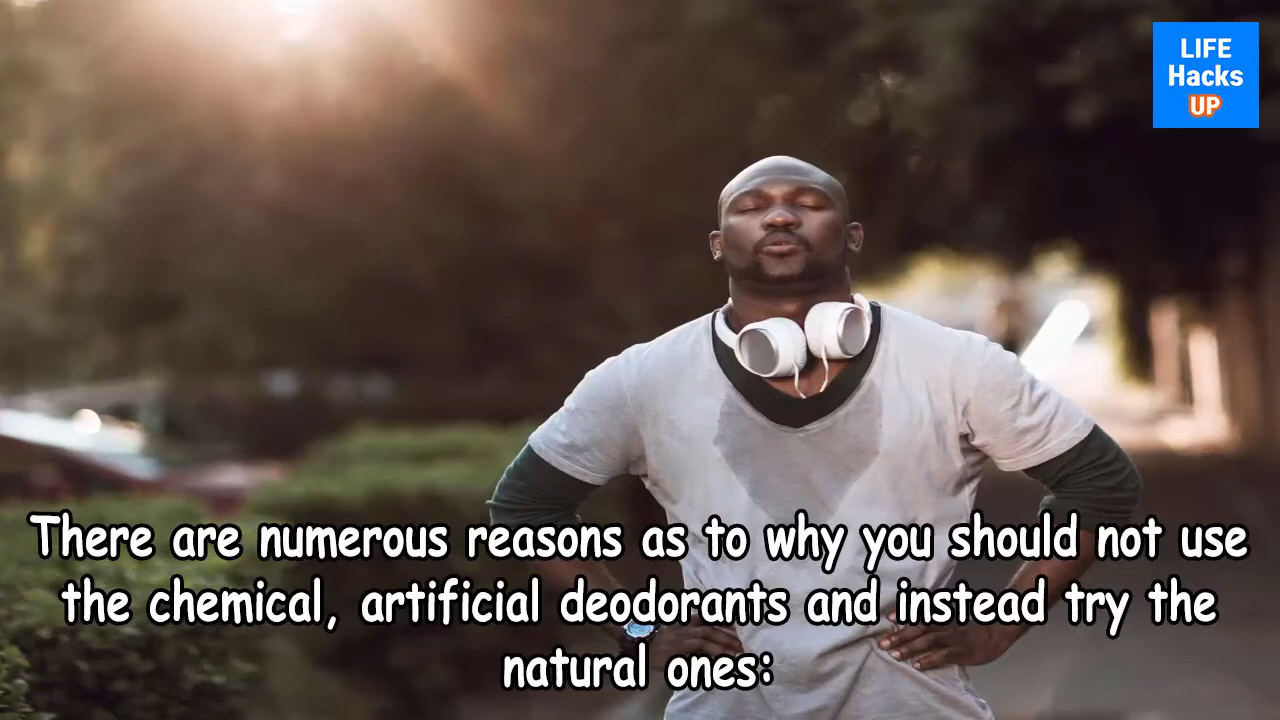 LIFE
Hacks
UP
There are numerous reasons as to why you should not use
the chemical, artificial deodorants and instead try the
natural ones: